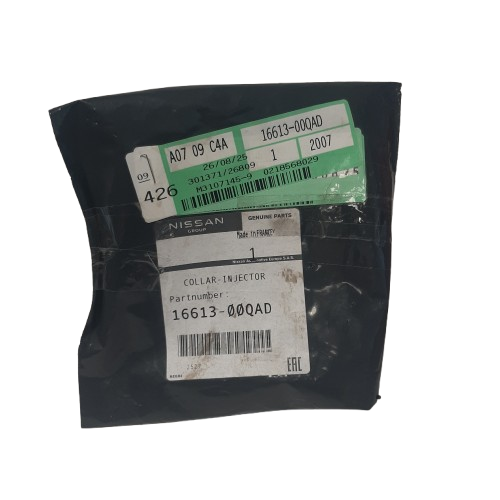 A07 09 C4A
16613-00QAD
26/08/25
1
2007
301371/26809
M3107145-9 0218568029
09
426
NISSAN
GROUP
GENUINE PARTS
Made in FRANCE
1
COLLAR-INJECTOR
Partnumber:
16613-00QAD
EAC